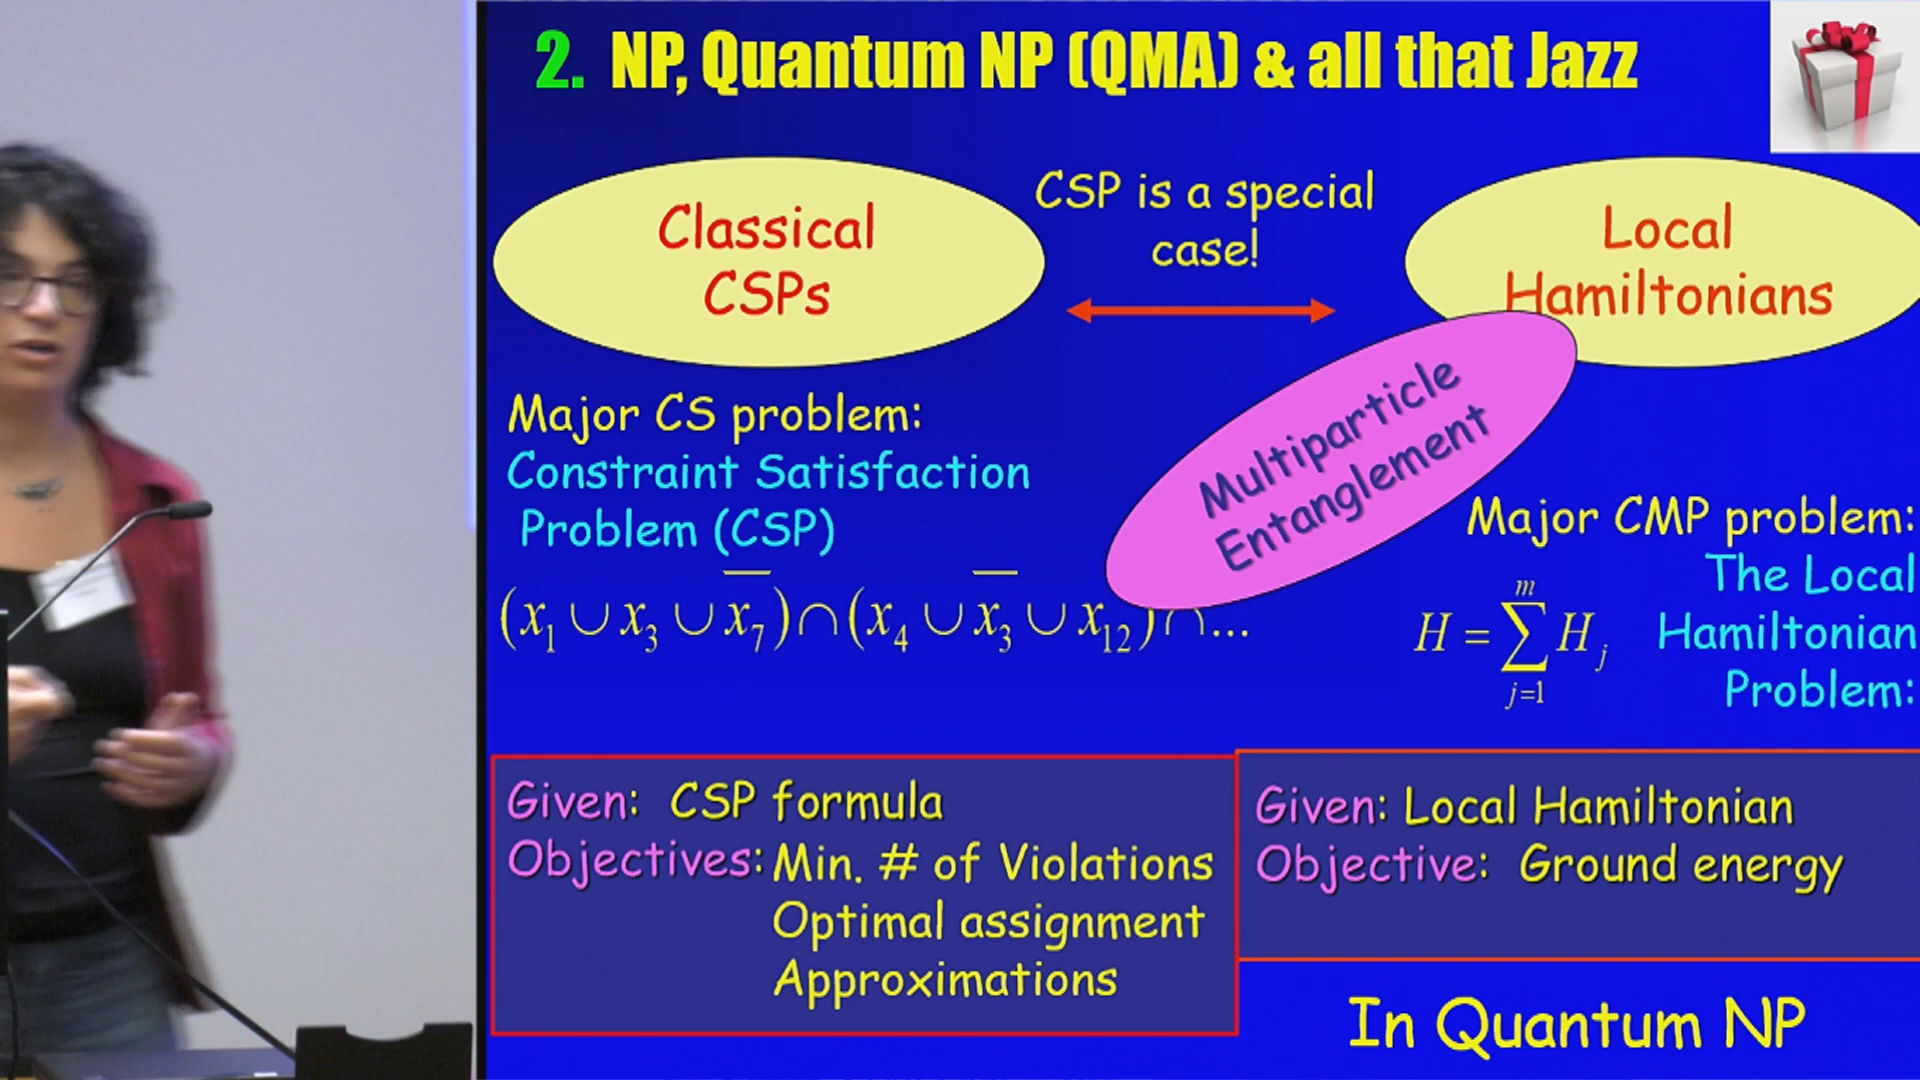 2. NP, Quantum NP (QMA) & all that Jazz
Classical
CSPs
CSP is a special
case!
Local
Hamiltonians
Multiparticle
Entanglement
Major CS problem:
Constraint Satisfaction
Problem (CSP)
(x₁ ∪ x₃ ∪ x̅₇) ∩ (x₄ ∪ x̅₃ ∪ x₁₂) ∩ ...
Major CMP problem:
The Local
Hamiltonian
Problem:
H = ∑ⱼ₌₁ᵐ Hⱼ
Given: CSP formula
Objectives: Min. # of Violations
Optimal assignment
Approximations
Given: Local Hamiltonian
Objective: Ground energy
In Quantum NP